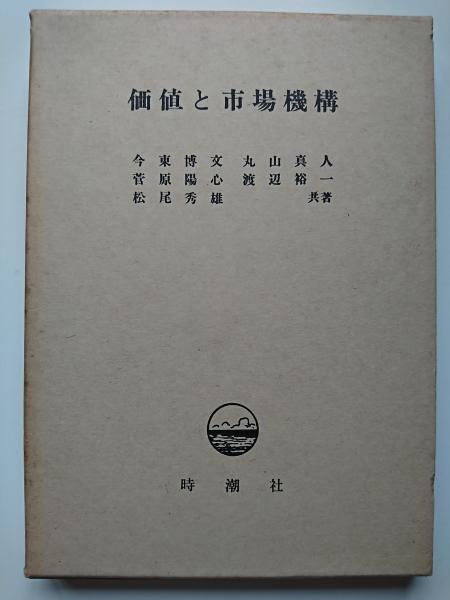 価値と市場機構
今東博文 丸山真人
菅原陽心 渡辺裕一
松尾秀雄 共著
時潮社